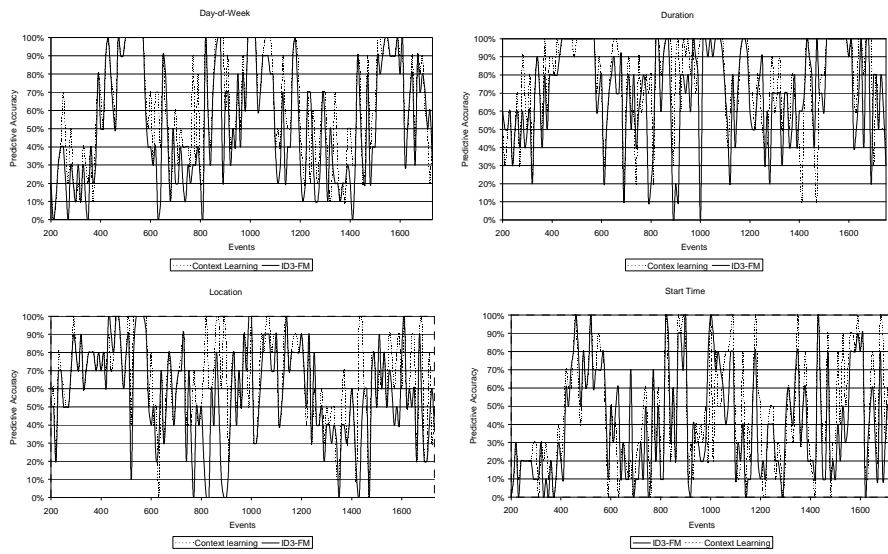 Day-of-Week
100%
90%
80%
70%
60%
50%
40%
30%
20%
10%
0%
Predictive Accuracy
200 400 600 800 1000 1200 1400 1600
Events
Context Learning ID3-FM
Duration
100%
90%
80%
70%
60%
50%
40%
30%
20%
10%
0%
Predictive Accuracy
200 400 600 800 1000 1200 1400 1600
Events
Contex learning ID3-FM
Location
100%
90%
80%
70%
60%
50%
40%
30%
20%
10%
0%
Predictive Accuracy
200 400 600 800 1000 1200 1400 1600
Events
Context learning ID3-FM
Start Time
100%
90%
80%
70%
60%
50%
40%
30%
20%
10%
0%
Predictive Accuracy
200 400 600 800 1000 1200 1400 1600
Events
ID3-FM Context Learning